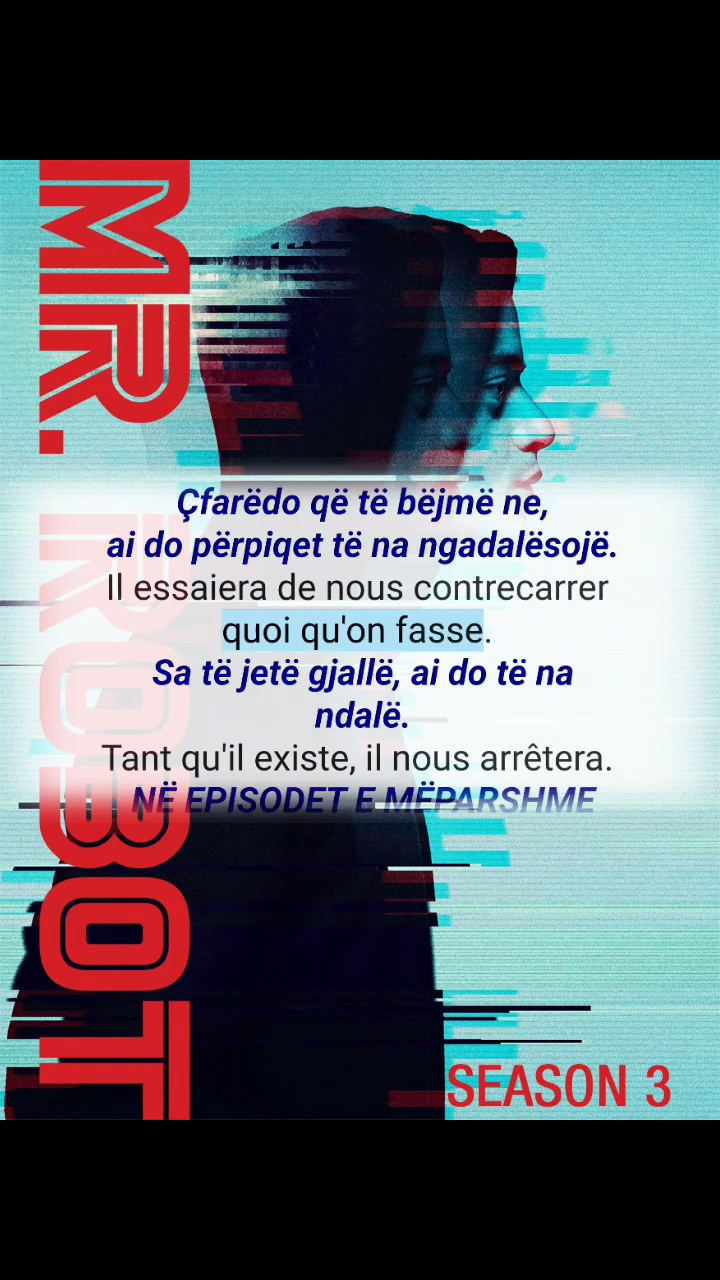 MR. ROBOT
Çfarëdo që të bëjmë ne,
ai do përpiqet të na ngadalësojë.
Il essaiera de nous contrecarrer
quoi qu'on fasse.
Sa të jetë gjallë, ai do të na
ndalë.
Tant qu'il existe, il nous arrêtera.
NË EPISODET E MËPARSHME
SEASON 3